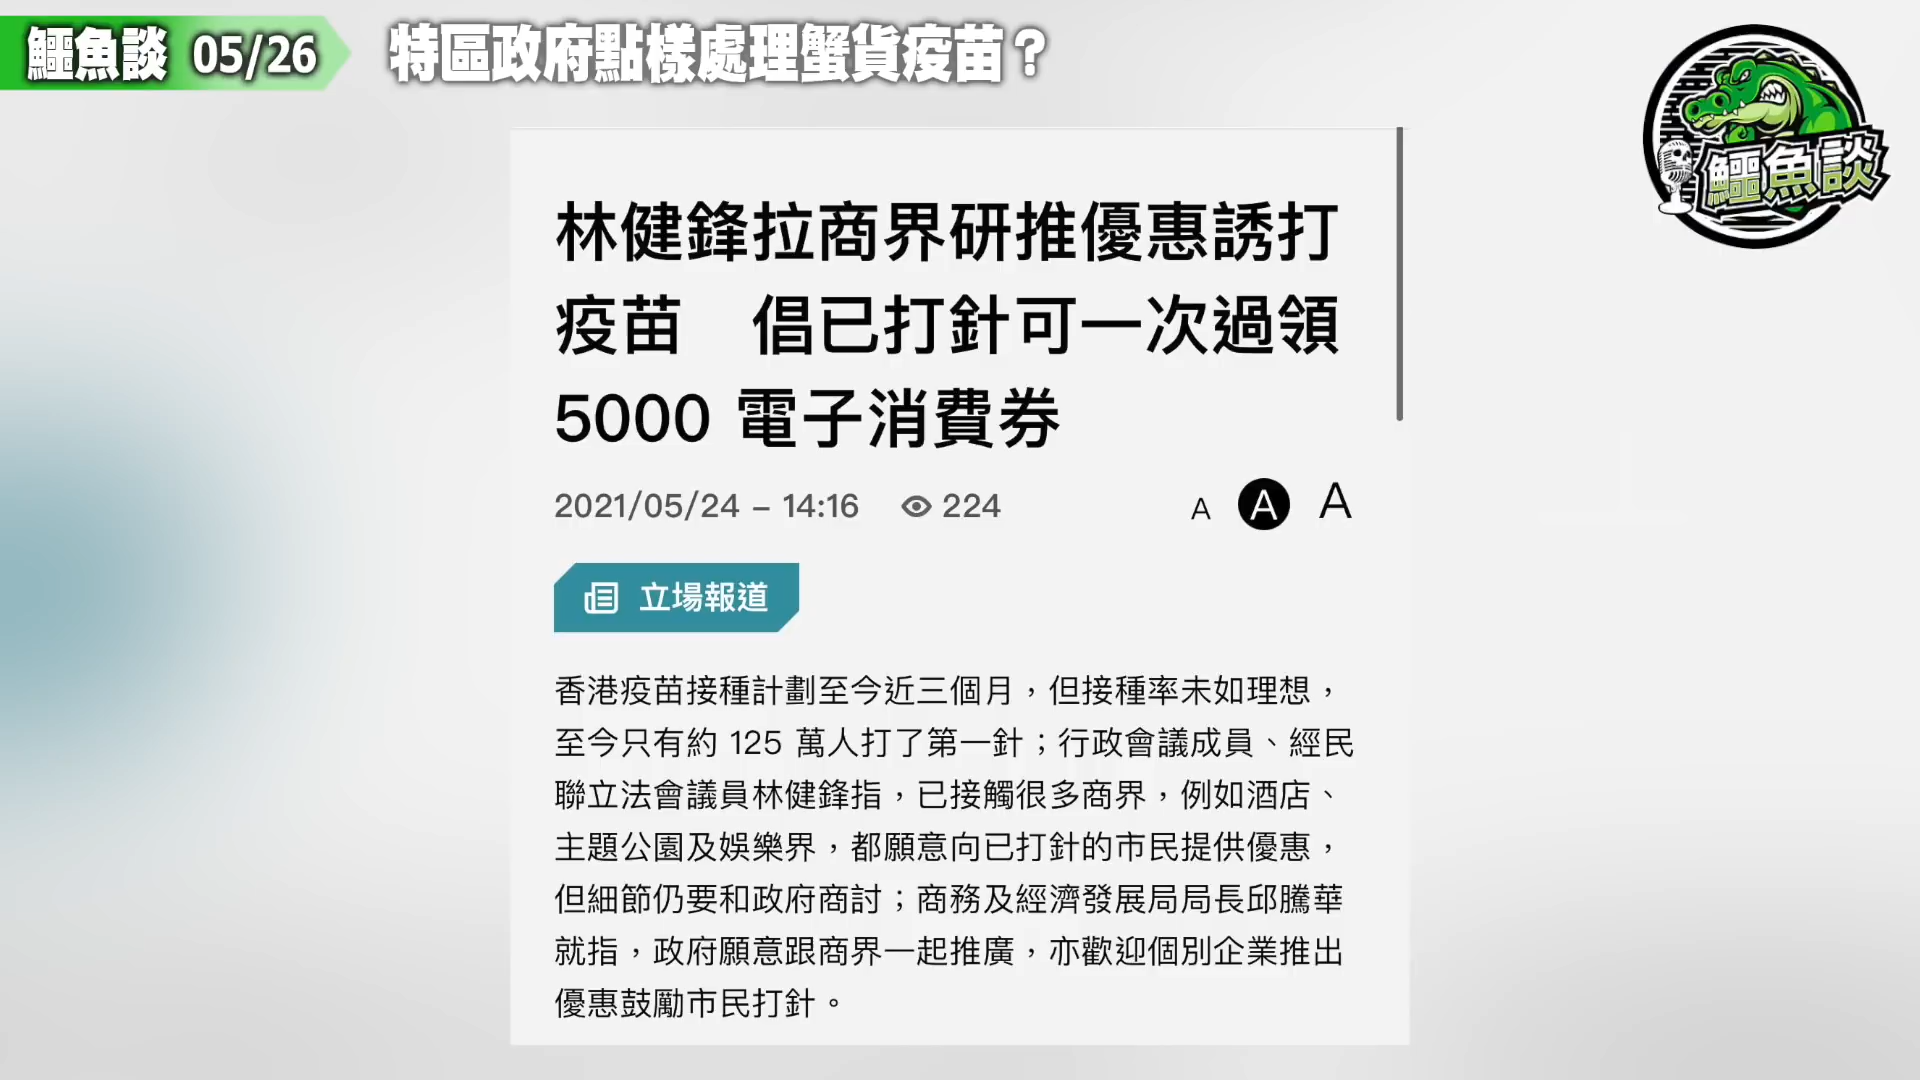 鱷魚談 05/26 特區政府點樣處理蟹貨疫苗？
鱷魚談
林健鋒拉商界研推優惠誘打
疫苗　倡已打針可一次過領
5000 電子消費券
2021/05/24 – 14:16 224
A A A
立場報道
香港疫苗接種計劃至今近三個月，但接種率未如理想，
至今只有約 125 萬人打了第一針；行政會議成員、經民
聯立法會議員林健鋒指，已接觸很多商界，例如酒店、
主題公園及娛樂界，都願意向已打針的市民提供優惠，
但細節仍要和政府商討；商務及經濟發展局局長邱騰華
就指，政府願意跟商界一起推廣，亦歡迎個別企業推出
優惠鼓勵市民打針。